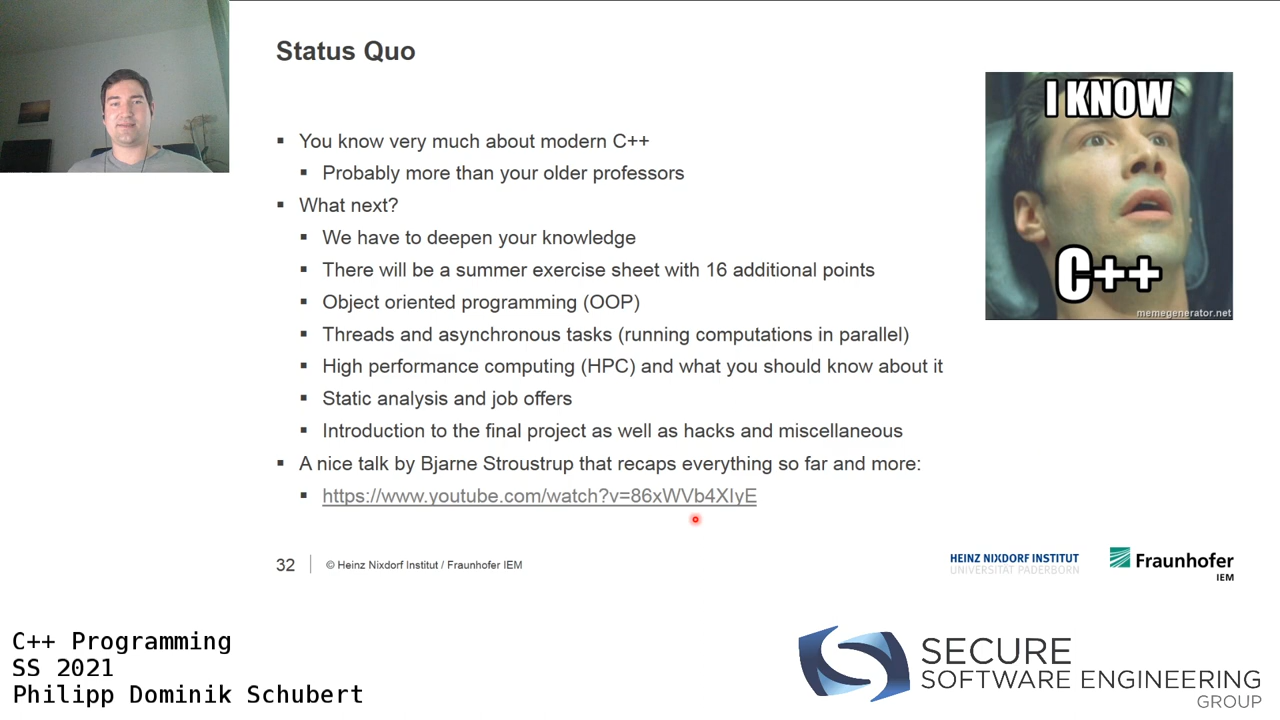 Status Quo
I KNOW
C++
memegenerator.net
You know very much about modern C++
Probably more than your older professors
What next?
We have to deepen your knowledge
There will be a summer exercise sheet with 16 additional points
Object oriented programming (OOP)
Threads and asynchronous tasks (running computations in parallel)
High performance computing (HPC) and what you should know about it
Static analysis and job offers
Introduction to the final project as well as hacks and miscellaneous
A nice talk by Bjarne Stroustrup that recaps everything so far and more:
https://www.youtube.com/watch?v=86xWVb4XIyE
32
© Heinz Nixdorf Institut / Fraunhofer IEM
HEINZ NIXDORF INSTITUT
UNIVERSITÄT PADERBORN
Fraunhofer
IEM
C++ Programming
SS 2021
Philipp Dominik Schubert
SECURE
SOFTWARE ENGINEERING
GROUP